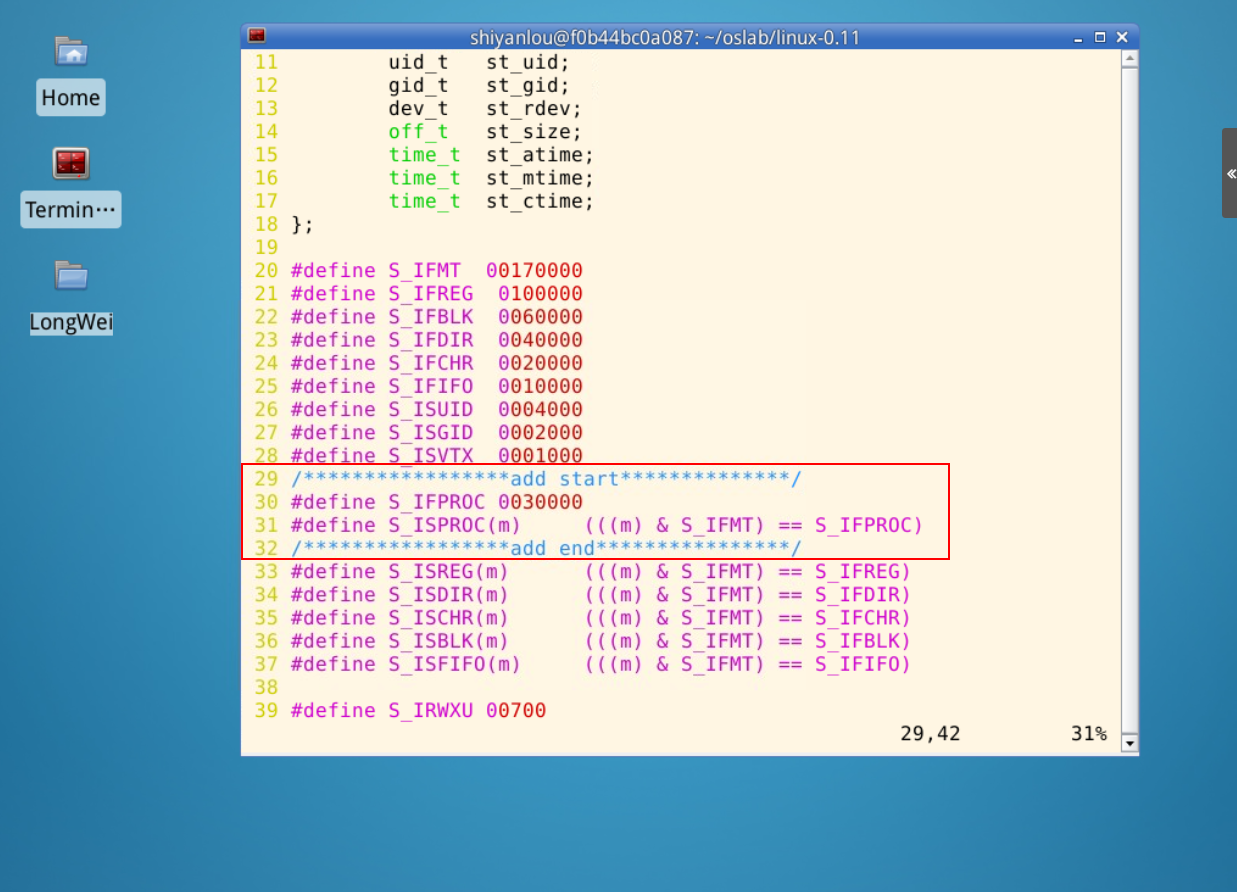 Home
Termin⋯
LongWei
shiyanlou@f0b44bc0a087: ~/oslab/linux-0.11
11         uid_t   st_uid;
12         gid_t   st_gid;
13         dev_t   st_rdev;
14         off_t   st_size;
15         time_t  st_atime;
16         time_t  st_mtime;
17         time_t  st_ctime;
18 };
19
20 #define S_IFMT  00170000
21 #define S_IFREG  0100000
22 #define S_IFBLK  0060000
23 #define S_IFDIR  0040000
24 #define S_IFCHR  0020000
25 #define S_IFIFO  0010000
26 #define S_ISUID  0004000
27 #define S_ISGID  0002000
28 #define S_ISVTX  0001000
29 /*****************add start**************/
30 #define S_IFPROC 0030000
31 #define S_ISPROC(m)     (((m) & S_IFMT) == S_IFPROC)
32 /*****************add end****************/
33 #define S_ISREG(m)      (((m) & S_IFMT) == S_IFREG)
34 #define S_ISDIR(m)      (((m) & S_IFMT) == S_IFDIR)
35 #define S_ISCHR(m)      (((m) & S_IFMT) == S_IFCHR)
36 #define S_ISBLK(m)      (((m) & S_IFMT) == S_IFBLK)
37 #define S_ISFIFO(m)     (((m) & S_IFMT) == S_IFIFO)
38
39 #define S_IRWXU 00700
29,42         31%
«